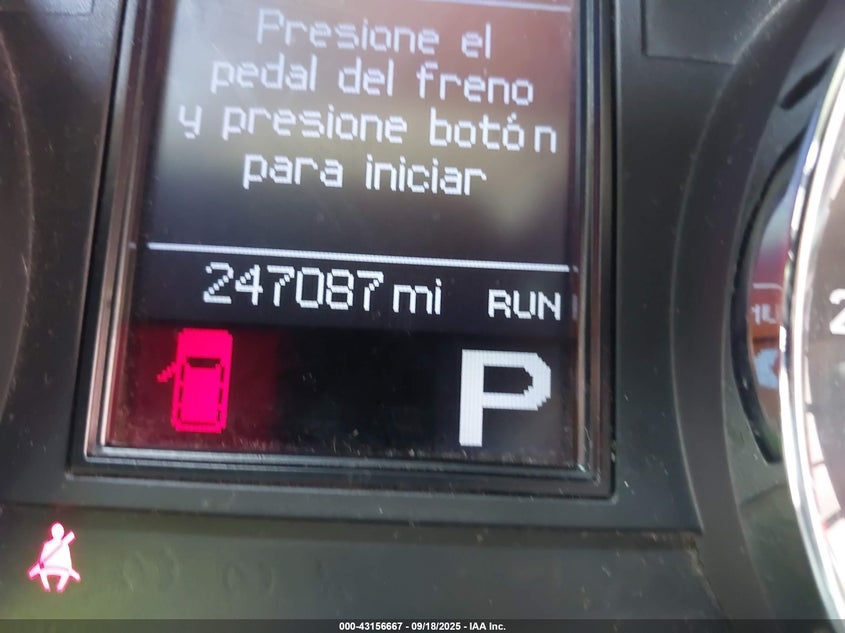 Presione el
pedal del freno
y presione botón
para iniciar
247087 mi RUN
P
2
000-43156667 - 09/18/2025 - IAA Inc.